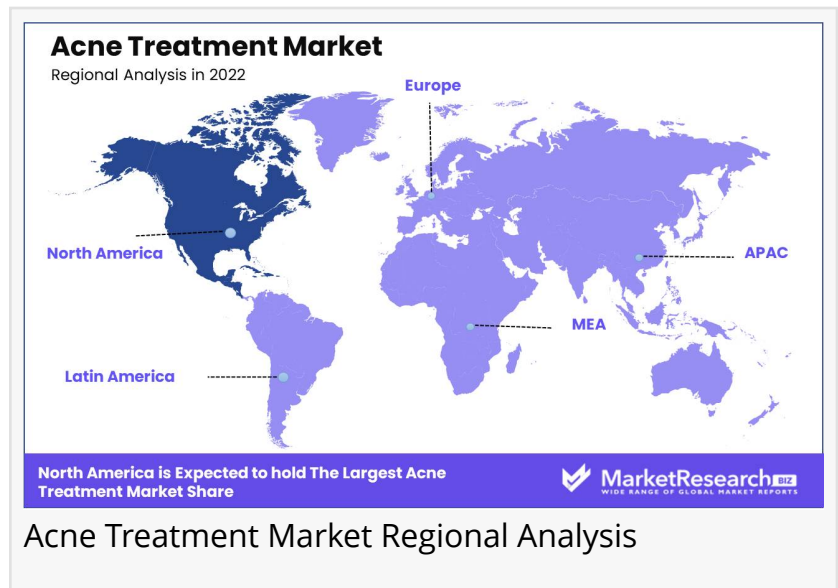 Acne Treatment Market
Regional Analysis in 2022
Europe
North America
APAC
MEA
Latin America
North America is Expected to hold The Largest Acne
Treatment Market Share
MarketResearch BIZ
WIDE RANGE OF GLOBAL MARKET REPORTS
Acne Treatment Market Regional Analysis